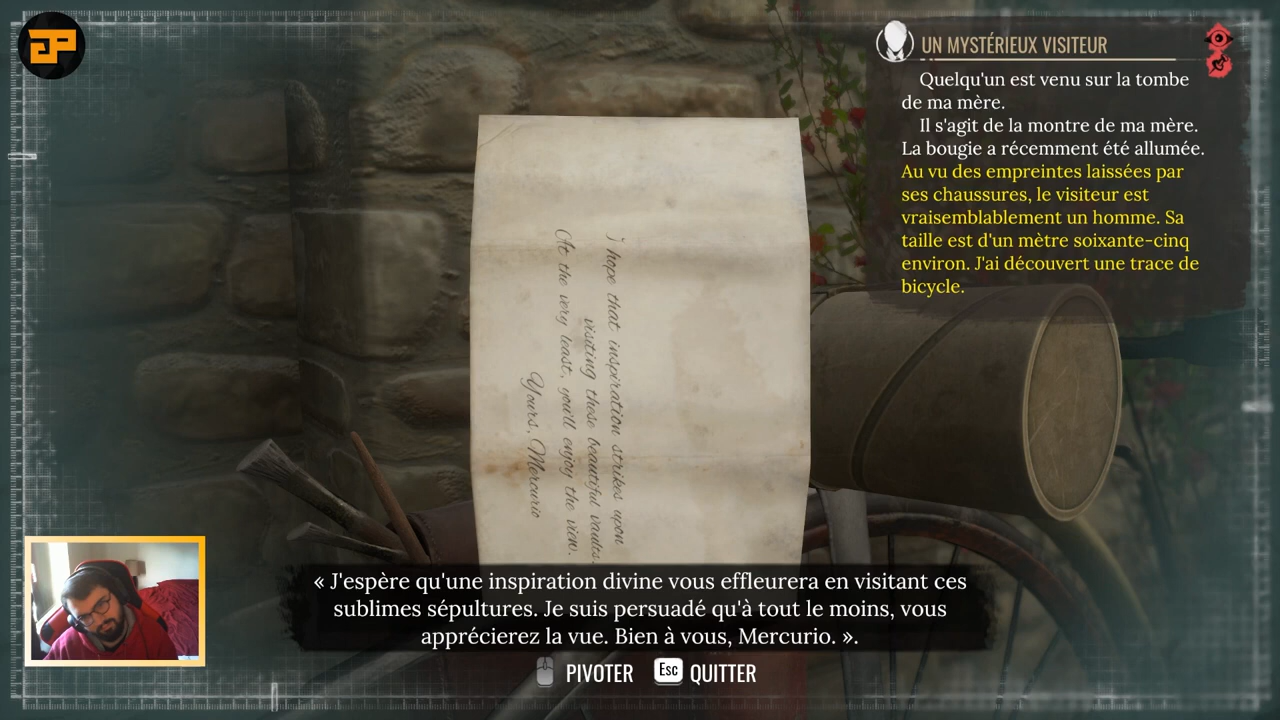 JP
UN MYSTÉRIEUX VISITEUR
Quelqu'un est venu sur la tombe
de ma mère.
Il s'agit de la montre de ma mère.
La bougie a récemment été allumée.
Au vu des empreintes laissées par
ses chaussures, le visiteur est
vraisemblablement un homme. Sa
taille est d'un mètre soixante-cinq
environ. J'ai découvert une trace de
bicycle.
I hope that inspiration strikes upon
visiting these beautiful vaults.
At the very least, you'll enjoy the view.
Yours, Mercurio
« J'espère qu'une inspiration divine vous effleurera en visitant ces
sublimes sépultures. Je suis persuadé qu'à tout le moins, vous
apprécierez la vue. Bien à vous, Mercurio. ».
PIVOTER Esc QUITTER